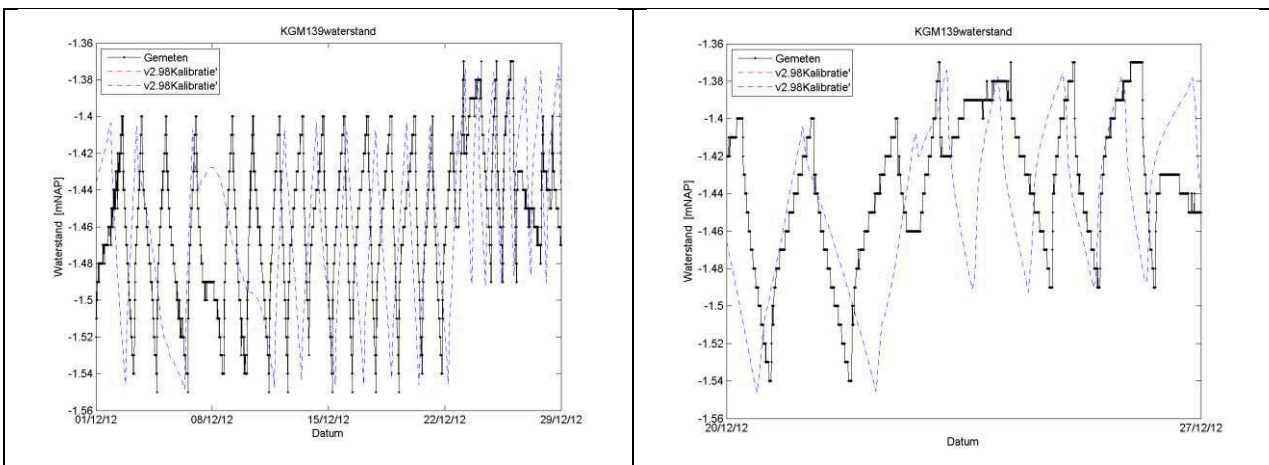 KGM139waterstand
-1.36
-1.38
-1.4
-1.42
-1.44
-1.46
-1.48
-1.5
-1.52
-1.54
-1.56
Waterstand [mNAP]
Gemeten
v2.98Kalibratie'
v2.98Kalibratie'
01/12/12
08/12/12
15/12/12
22/12/12
29/12/12
Datum
KGM139waterstand
-1.36
-1.38
-1.4
-1.42
-1.44
-1.46
-1.48
-1.5
-1.52
-1.54
-1.56
Waterstand [mNAP]
Gemeten
v2.98Kalibratie'
v2.98Kalibratie'
20/12/12
27/12/12
Datum